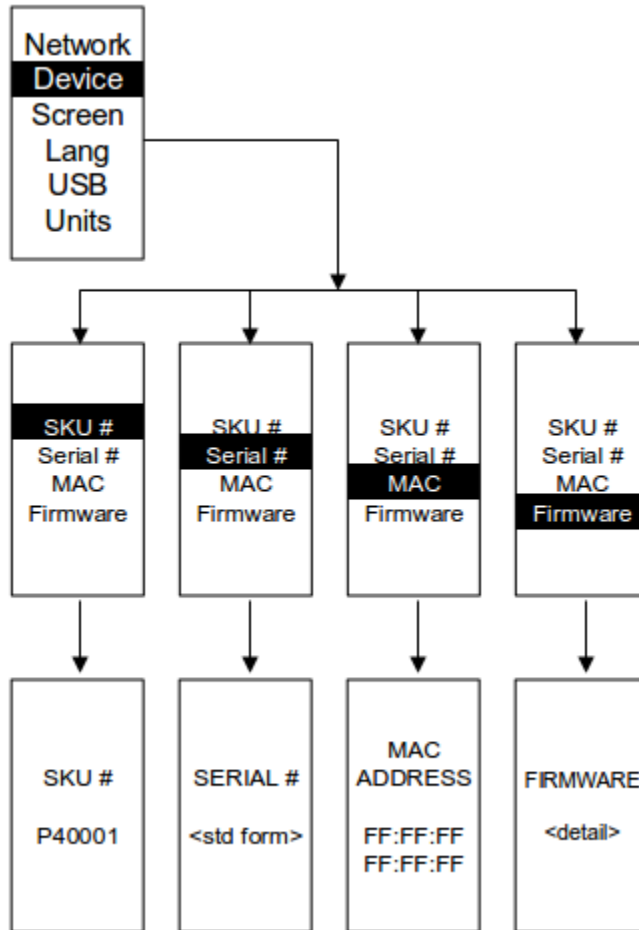 Network
Device
Screen
Lang
USB
Units
SKU #
Serial #
MAC
Firmware
SKU #
Serial #
MAC
Firmware
SKU #
Serial #
MAC
Firmware
SKU #
Serial #
MAC
Firmware
SKU #
P40001
SERIAL #
<std form>
MAC
ADDRESS
FF:FF:FF
FF:FF:FF
FIRMWARE
<detail>